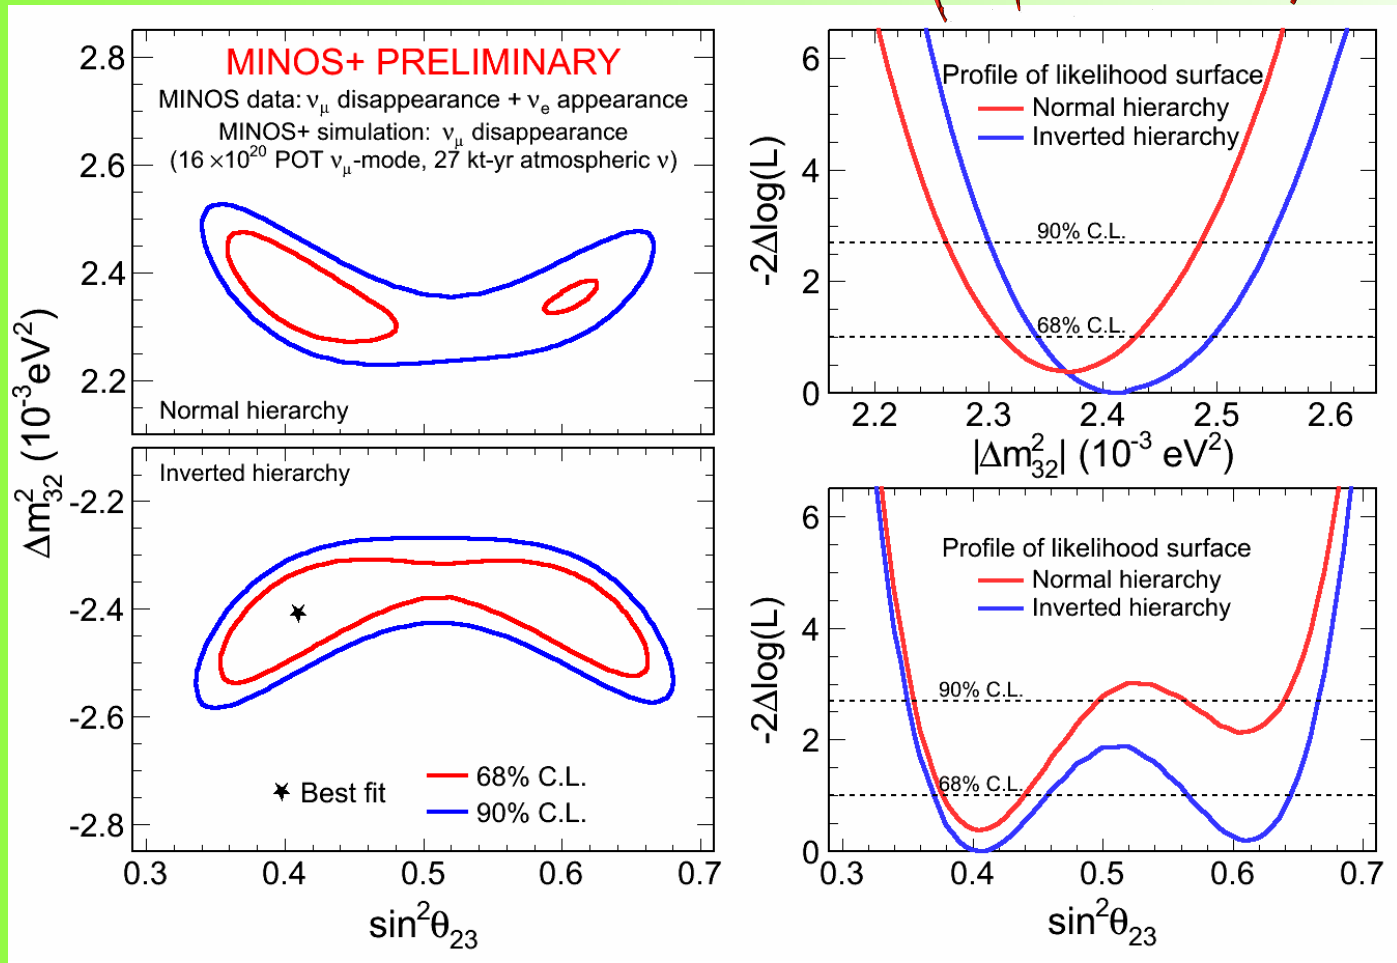 MINOS+ PRELIMINARY
MINOS data: νμ disappearance + νe appearance
MINOS+ simulation: νμ disappearance
(16 ×10²⁰ POT νμ-mode, 27 kt-yr atmospheric ν)
2.8
2.6
2.4
2.2
Normal hierarchy
Inverted hierarchy
-2.2
-2.4
-2.6
-2.8
Best fit
68% C.L.
90% C.L.
0.3 0.4 0.5 0.6 0.7
sin²θ₂₃
Δm²₃₂ (10⁻³eV²)
Profile of likelihood surface
Normal hierarchy
Inverted hierarchy
90% C.L.
68% C.L.
6
4
2
0
-2Δlog(L)
2.2 2.3 2.4 2.5 2.6
|Δm²₃₂| (10⁻³ eV²)
Profile of likelihood surface
Normal hierarchy
Inverted hierarchy
90% C.L.
68% C.L.
6
4
2
0
-2Δlog(L)
0.3 0.4 0.5 0.6 0.7
sin²θ₂₃